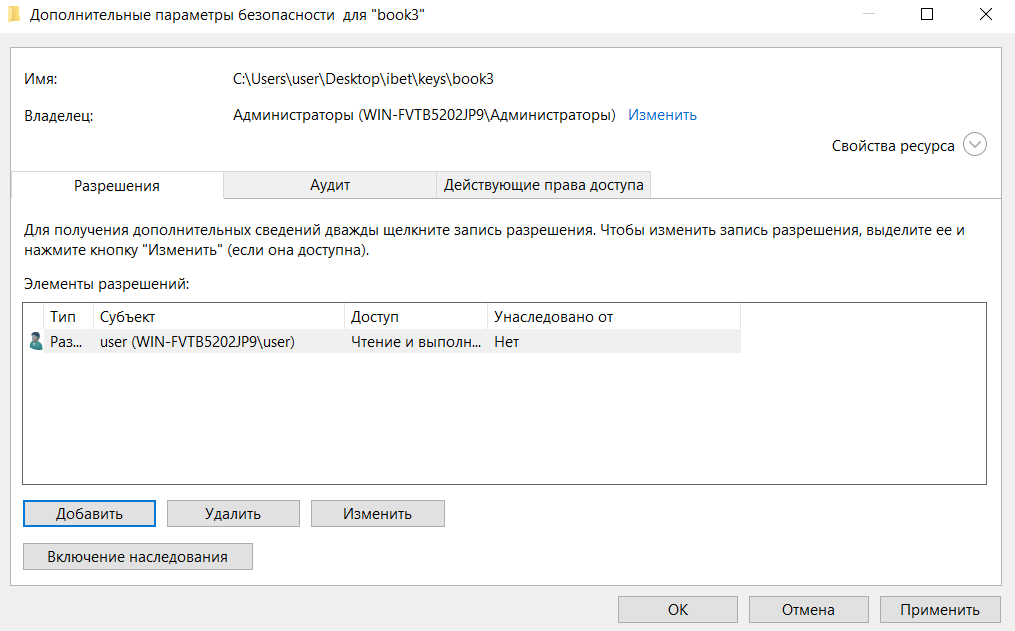 Дополнительные параметры безопасности для "book3"
Имя: C:\Users\user\Desktop\ibet\keys\book3
Владелец: Администраторы (WIN-FVTB5202JP9\Администраторы) Изменить
Свойства ресурса
Разрешения Аудит Действующие права доступа
Для получения дополнительных сведений дважды щелкните запись разрешения. Чтобы изменить запись разрешения, выделите ее и
нажмите кнопку "Изменить" (если она доступна).
Элементы разрешений:
Тип Субъект Доступ Унаследовано от
Раз... user (WIN-FVTB5202JP9\user) Чтение и выполн... Нет
Добавить Удалить Изменить
Включение наследования
ОК Отмена Применить